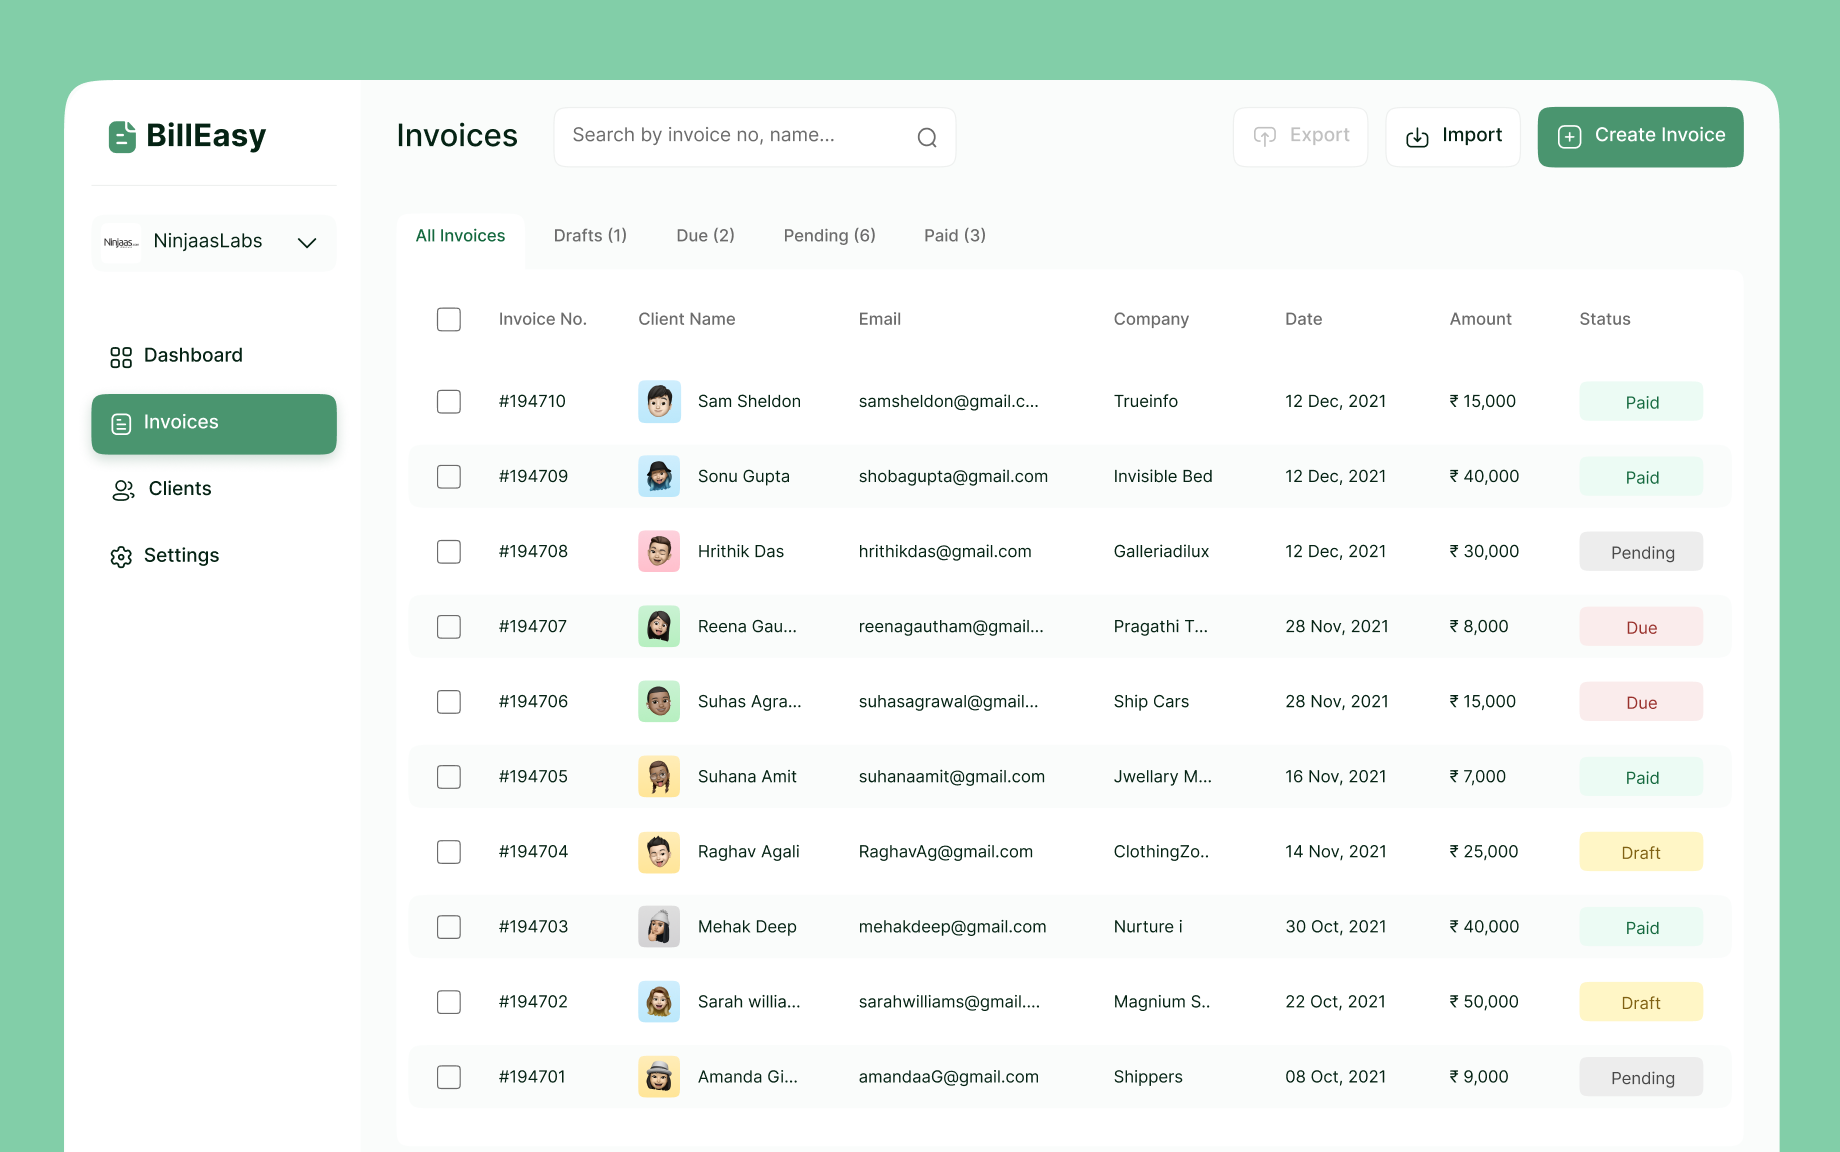 BillEasy
Ninjaas...
NinjaasLabs
Dashboard
Invoices
Clients
Settings
Invoices
Search by invoice no, name...
Export
Import
Create Invoice
All Invoices Drafts (1) Due (2) Pending (6) Paid (3)
Invoice No. Client Name Email Company Date Amount Status
#194710 Sam Sheldon samsheldon@gmail.c... Trueinfo 12 Dec, 2021 ₹ 15,000 Paid
#194709 Sonu Gupta shobagupta@gmail.com Invisible Bed 12 Dec, 2021 ₹ 40,000 Paid
#194708 Hrithik Das hrithikdas@gmail.com Galleriadilux 12 Dec, 2021 ₹ 30,000 Pending
#194707 Reena Gau... reenagautham@gmail... Pragathi T... 28 Nov, 2021 ₹ 8,000 Due
#194706 Suhas Agra... suhasagrawal@gmail... Ship Cars 28 Nov, 2021 ₹ 15,000 Due
#194705 Suhana Amit suhanaamit@gmail.com Jwellary M... 16 Nov, 2021 ₹ 7,000 Paid
#194704 Raghav Agali RaghavAg@gmail.com ClothingZo.. 14 Nov, 2021 ₹ 25,000 Draft
#194703 Mehak Deep mehakdeep@gmail.com Nurture i 30 Oct, 2021 ₹ 40,000 Paid
#194702 Sarah willia... sarahwilliams@gmail.... Magnium S.. 22 Oct, 2021 ₹ 50,000 Draft
#194701 Amanda Gi... amandaaG@gmail.com Shippers 08 Oct, 2021 ₹ 9,000 Pending